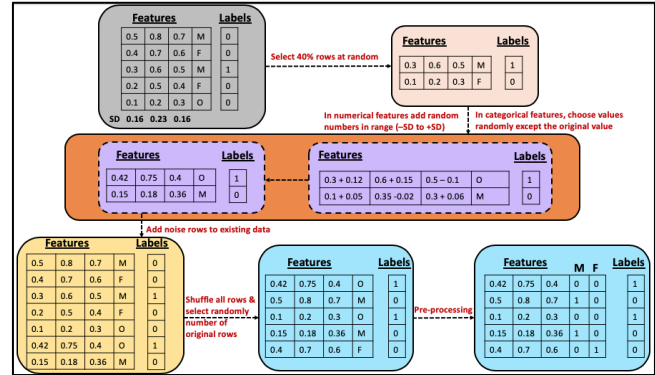 Features Labels
0.5 0.8 0.7 M 0
0.4 0.7 0.6 F 0
0.3 0.6 0.5 M 1
0.2 0.5 0.4 F 0
0.1 0.2 0.3 O 0
SD 0.16 0.23 0.16
Select 40% rows at random
Features Labels
0.3 0.6 0.5 M 1
0.1 0.2 0.3 F 0
In numerical features add random
numbers in range (–SD to +SD)
In categorical features, choose values
randomly except the original value
Features Labels
0.42 0.75 0.4 O 1
0.15 0.18 0.36 M 0
Features Labels
0.3 + 0.12 0.6 + 0.15 0.5 – 0.1 O 1
0.1 + 0.05 0.35 -0.02 0.3 + 0.06 M 0
Add noise rows to existing data
Features Labels
0.5 0.8 0.7 M 0
0.4 0.7 0.6 F 0
0.3 0.6 0.5 M 1
0.2 0.5 0.4 F 0
0.1 0.2 0.3 O 0
0.42 0.75 0.4 O 1
0.15 0.18 0.36 M 0
Shuffle all rows &
select randomly
number of
original rows
Features Labels
0.42 0.75 0.4 O 1
0.5 0.8 0.7 M 0
0.1 0.2 0.3 O 1
0.15 0.18 0.36 M 0
0.4 0.7 0.6 F 0
Pre-processing
Features Labels
M F
0.42 0.75 0.4 0 0 1
0.5 0.8 0.7 1 0 0
0.1 0.2 0.3 0 0 0
0.15 0.18 0.36 1 0 0
0.4 0.7 0.6 0 1 0